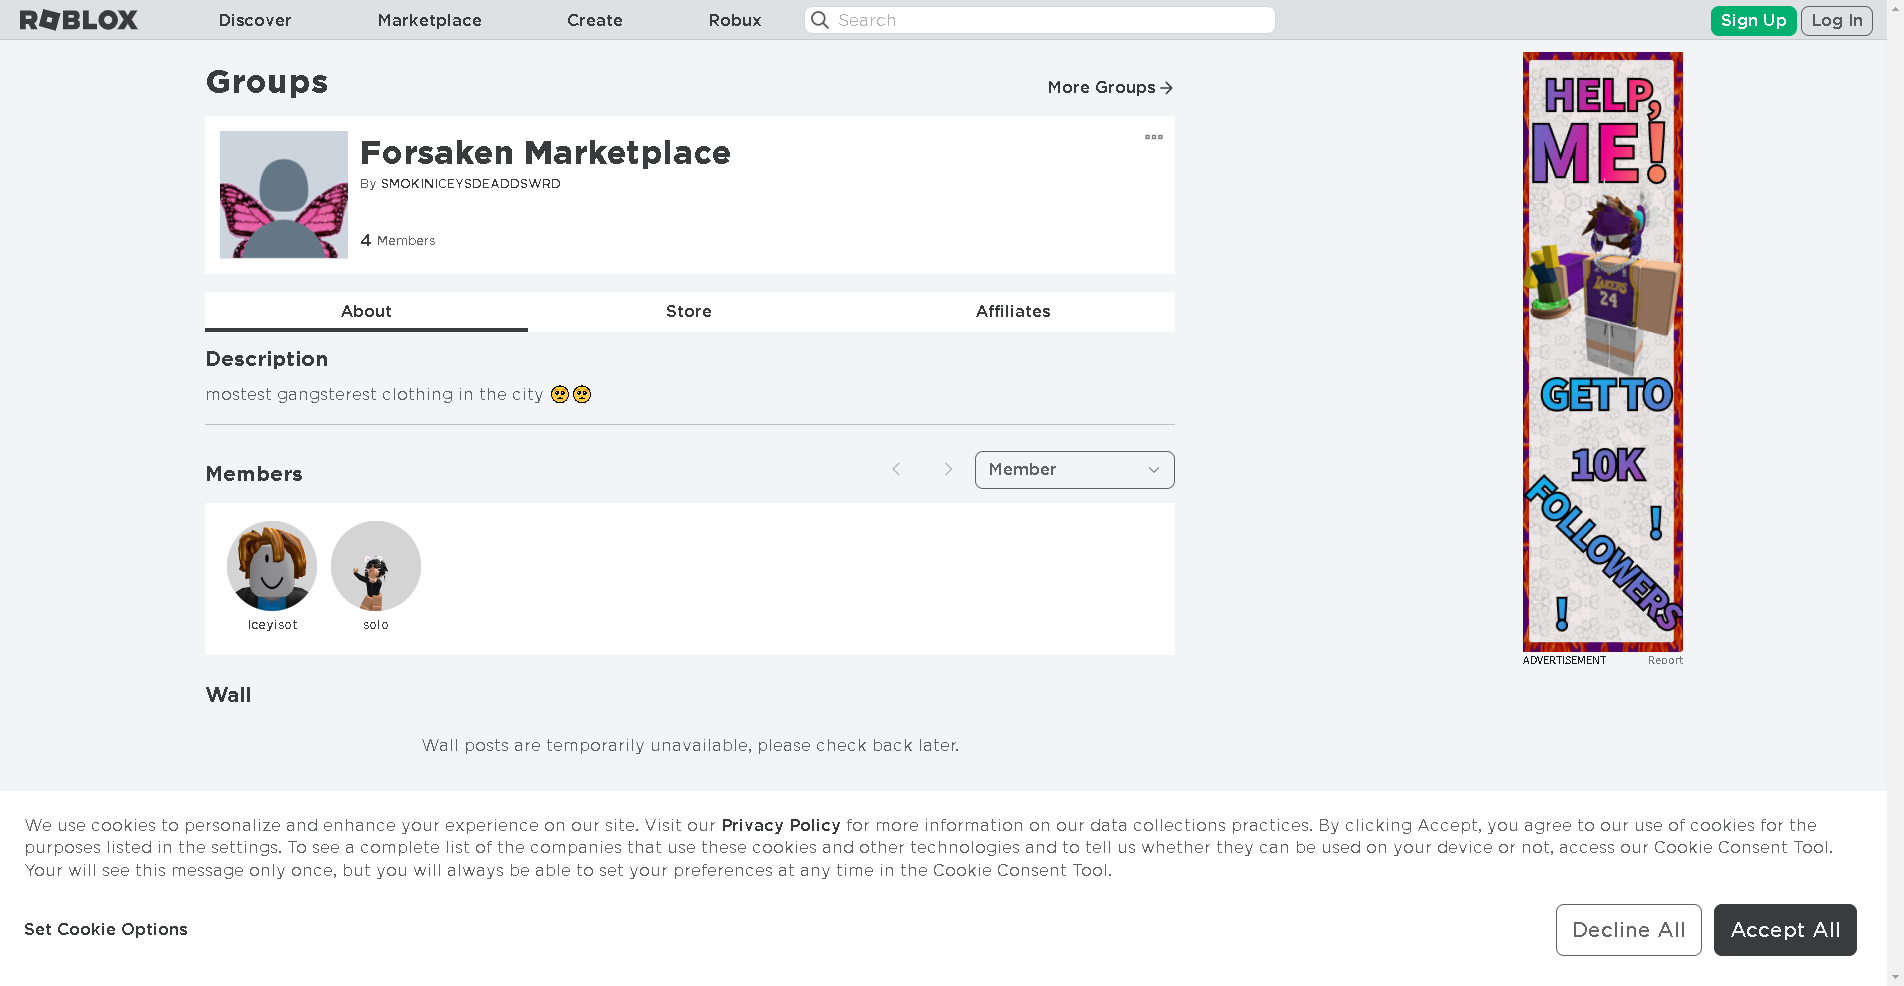 ROBLOX
Discover
Marketplace
Create
Robux
Search
Sign Up
Log In
Groups
More Groups
Forsaken Marketplace
By SMOKINICEYSDEADDSWRD
4 Members
About
Store
Affiliates
Description
mostest gangsterest clothing in the city 🥺🥺
Members
Member
Iceyisot
solo
Wall
Wall posts are temporarily unavailable, please check back later.
HELP,
ME!
LAKERS
24
GET TO
10K
FOLLOWERS
!
!
ADVERTISEMENT
Report
We use cookies to personalize and enhance your experience on our site. Visit our Privacy Policy for more information on our data collections practices. By clicking Accept, you agree to our use of cookies for the
purposes listed in the settings. To see a complete list of the companies that use these cookies and other technologies and to tell us whether they can be used on your device or not, access our Cookie Consent Tool.
Your will see this message only once, but you will always be able to set your preferences at any time in the Cookie Consent Tool.
Set Cookie Options
Decline All
Accept All